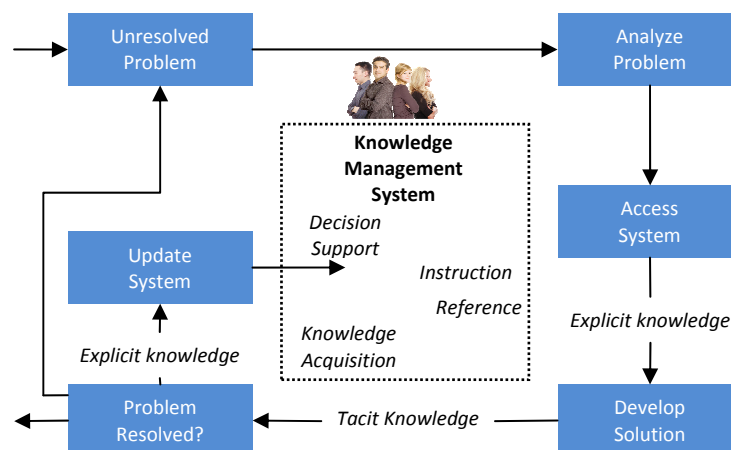 Unresolved
Problem
Analyze
Problem
Knowledge
Management
System
Decision
Support
Access
System
Update
System
Instruction
Reference
Explicit knowledge
Knowledge
Acquisition
Explicit knowledge
Problem
Resolved?
Tacit Knowledge
Develop
Solution